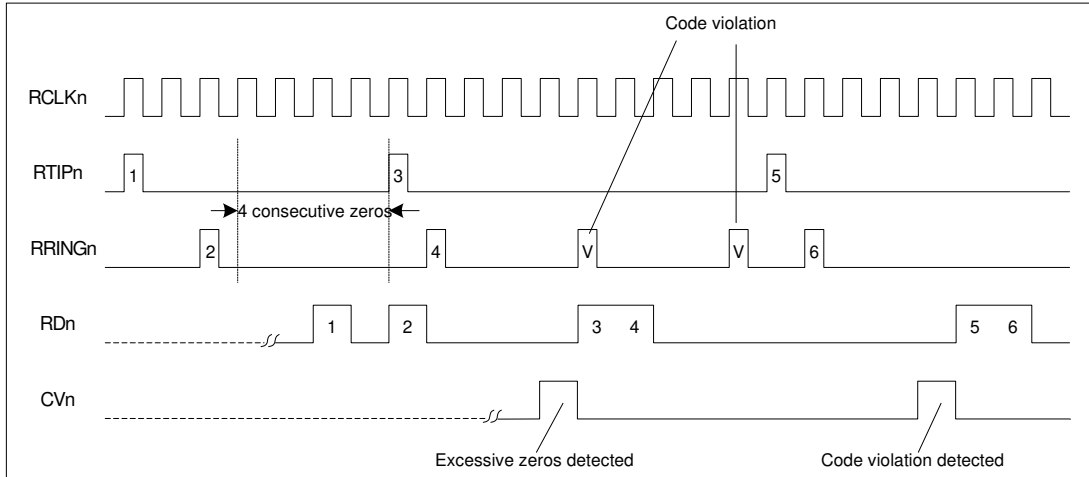 Code violation
RCLKn
RTIPn
1
3
5
4 consecutive zeros
RRINGn
2
4
V
V
6
RDn
1
2
3
4
5
6
CVn
Excessive zeros detected
Code violation detected